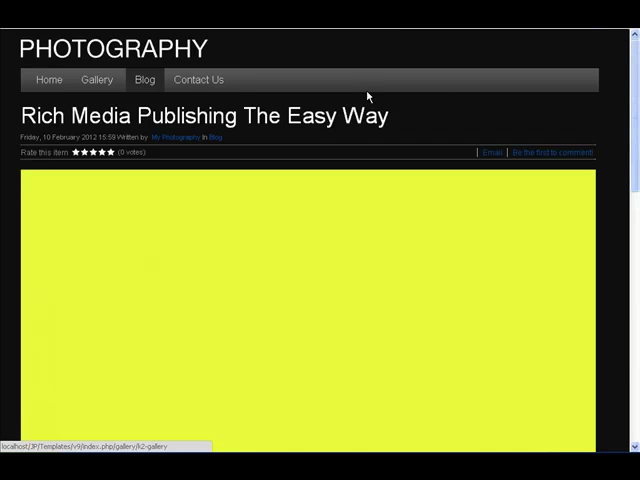 PHOTOGRAPHY
Home Gallery Blog Contact Us
Rich Media Publishing The Easy Way
Friday, 10 February 2012 15:59 Written by My Photography In Blog
Rate this item (0 votes) Email Be the first to comment!
localhost/JP/Templates/v9/index.php/gallery/k2-gallery